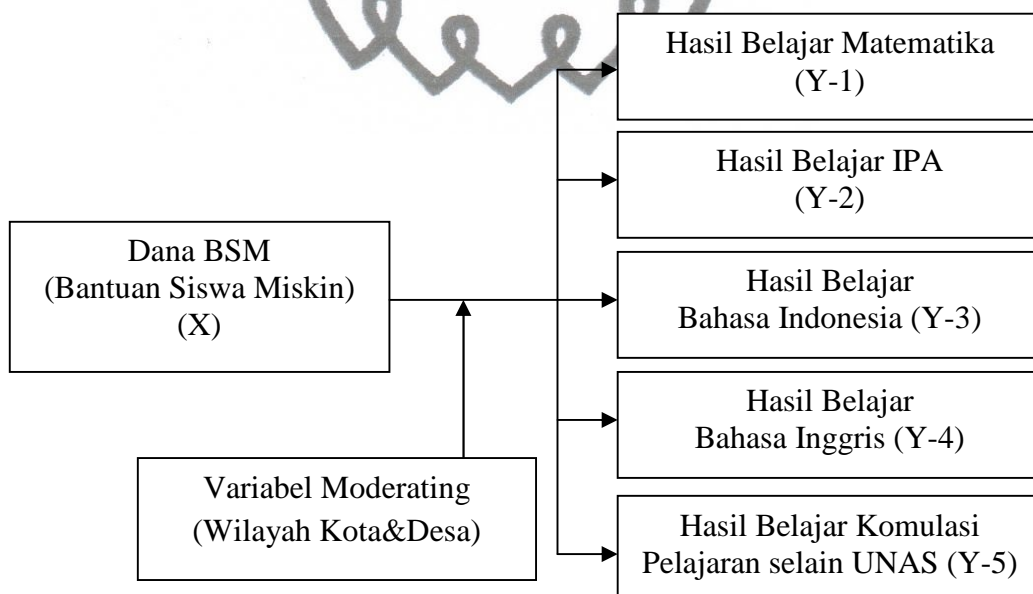 Hasil Belajar Matematika
(Y-1)
Hasil Belajar IPA
(Y-2)
Dana BSM
(Bantuan Siswa Miskin)
(X)
Hasil Belajar
Bahasa Indonesia (Y-3)
Hasil Belajar
Bahasa Inggris (Y-4)
Variabel Moderating
(Wilayah Kota&Desa)
Hasil Belajar Komulasi
Pelajaran selain UNAS (Y-5)